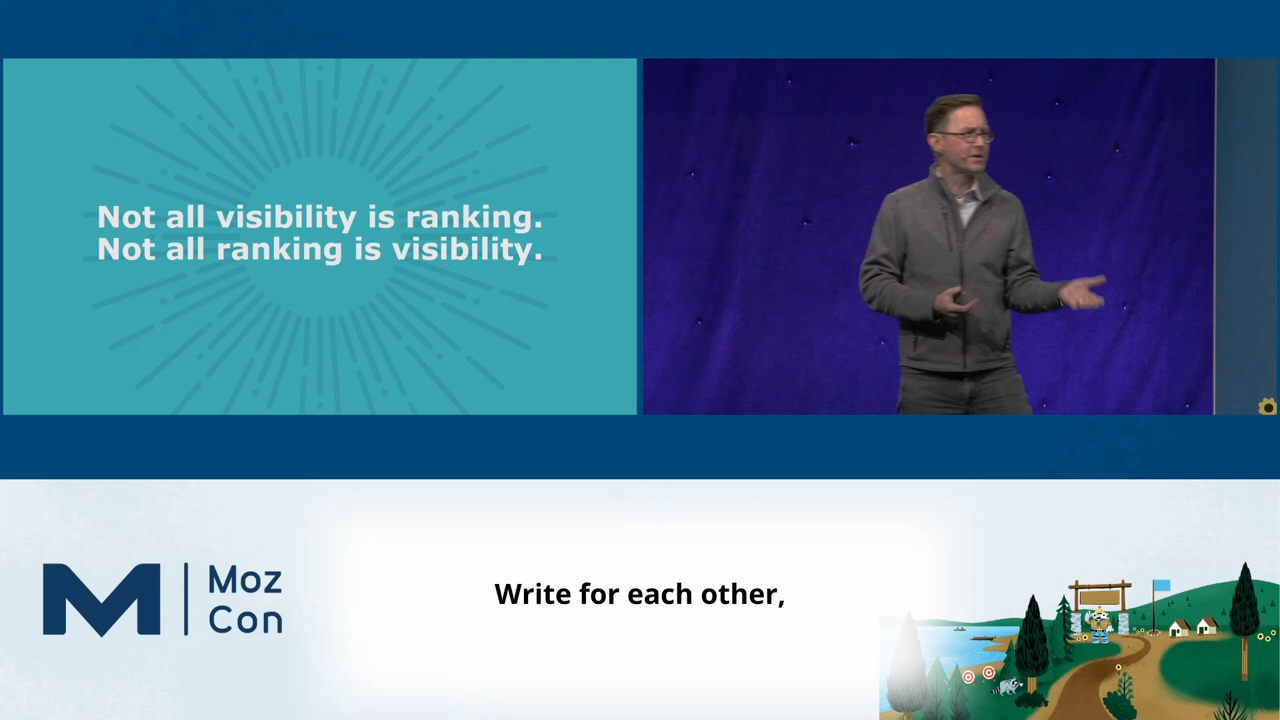 Not all visibility is ranking.
Not all ranking is visibility.
Moz
Con
Write for each other,